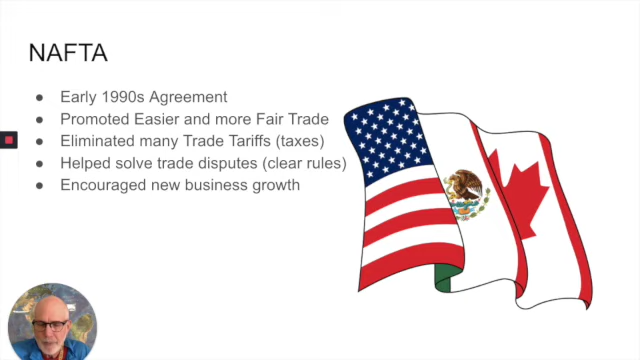 NAFTA
● Early 1990s Agreement
● Promoted Easier and more Fair Trade
● Eliminated many Trade Tariffs (taxes)
● Helped solve trade disputes (clear rules)
● Encouraged new business growth